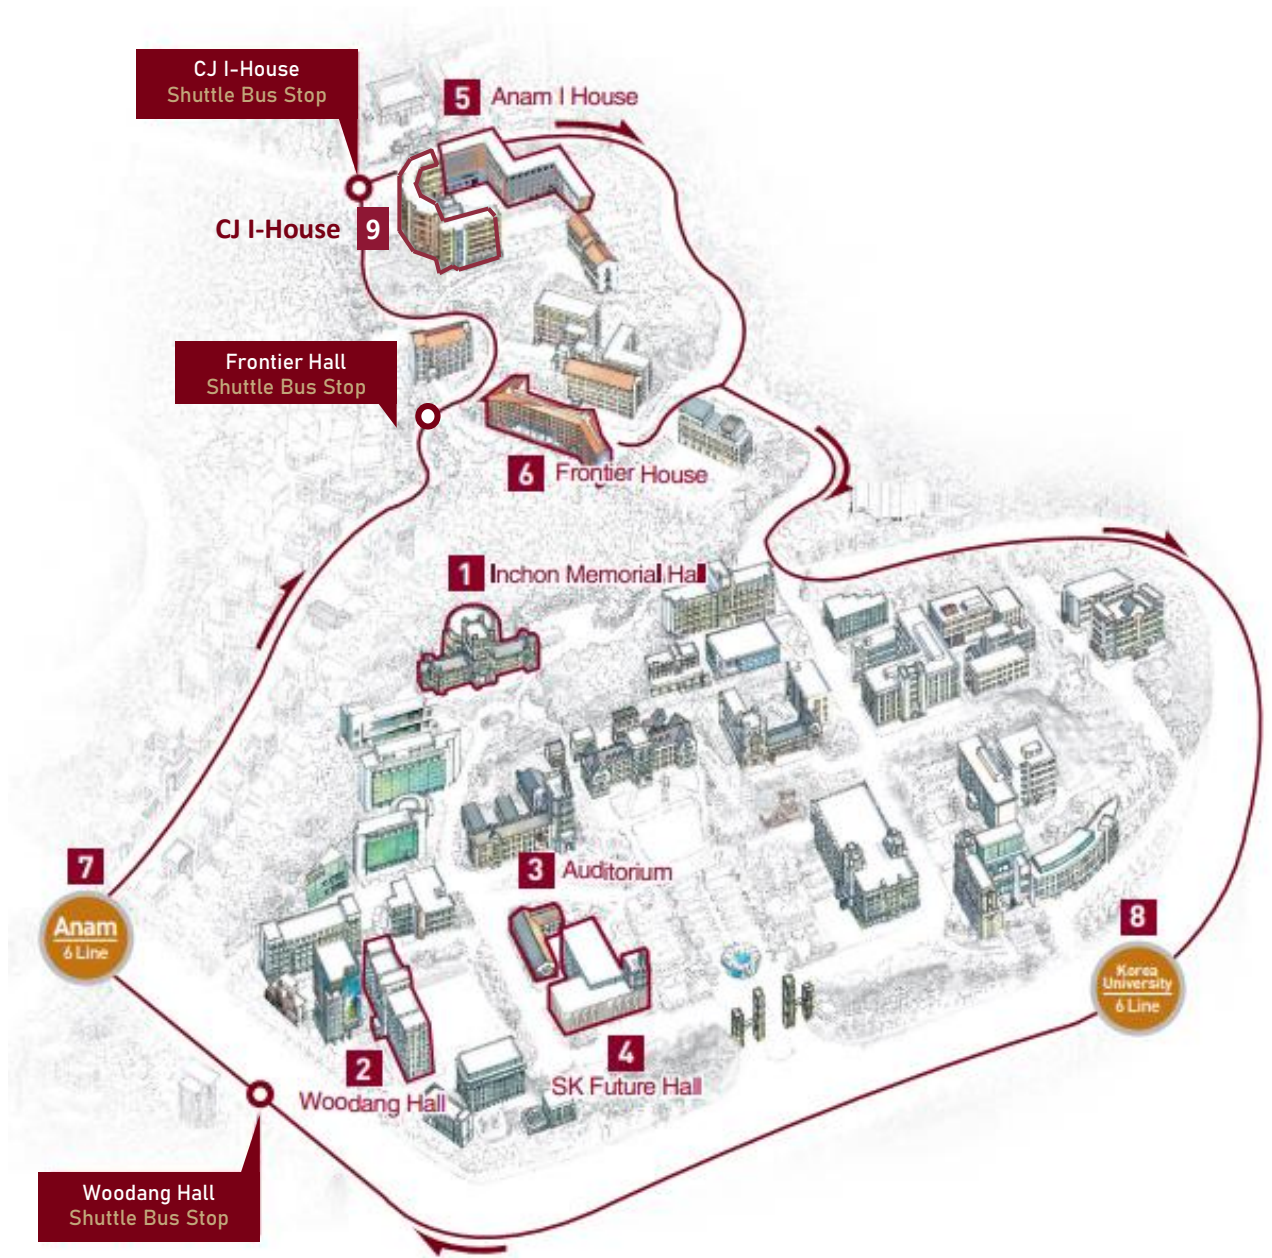 CJ I-House
Shuttle Bus Stop
5 Anam I House
CJ I-House 9
Frontier Hall
Shuttle Bus Stop
6 Frontier House
1 Inchon Memorial Hall
7
Anam
6 Line
3 Auditorium
8
Korea
University
6 Line
2
Woodang Hall
4
SK Future Hall
Woodang Hall
Shuttle Bus Stop